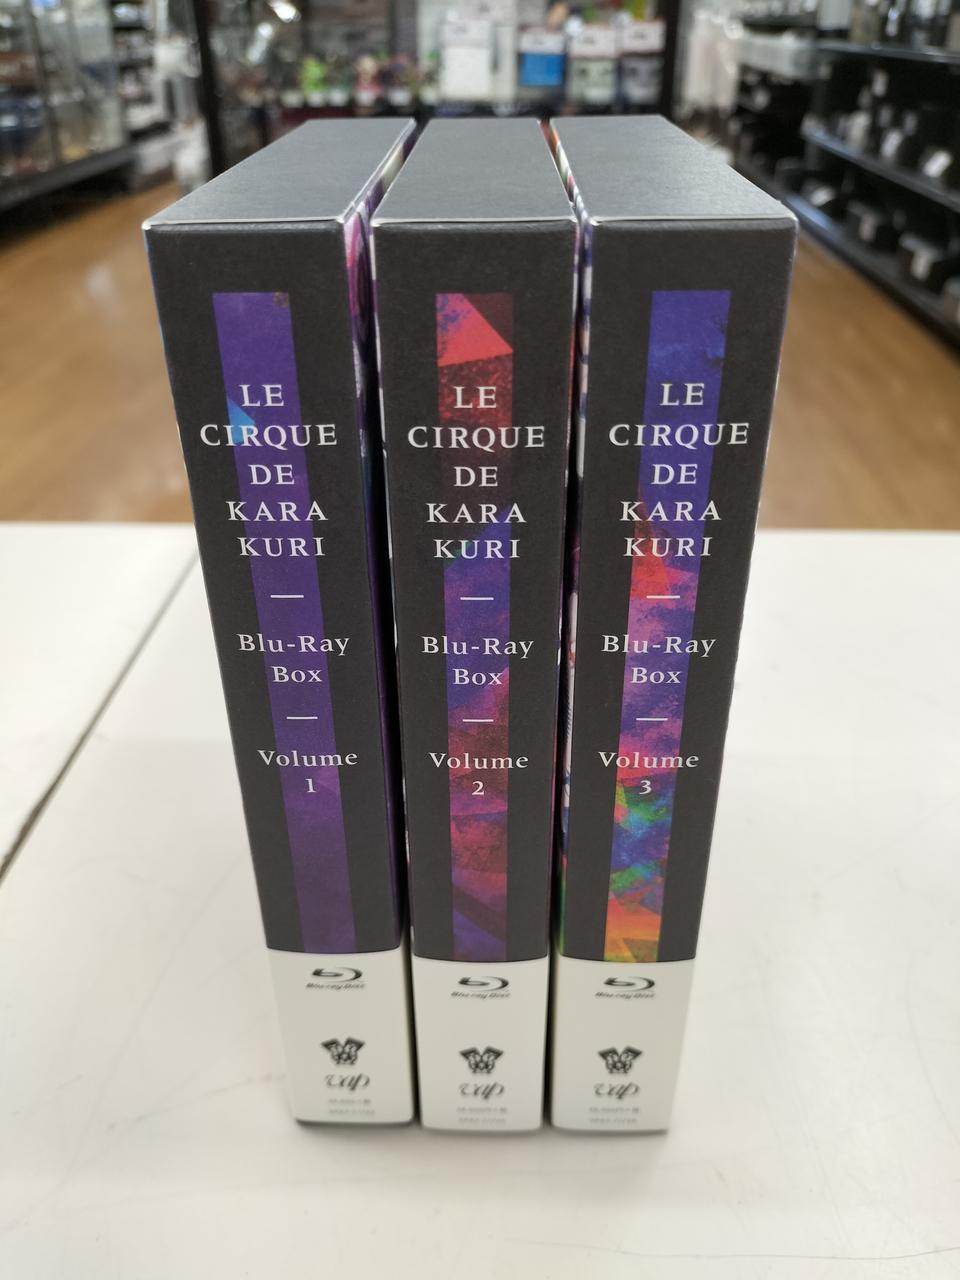 LE
CIRQUE
DE
KARA
KURI
Blu-Ray
Box
Volume
1
Blu-ray Disc
vap
LE
CIRQUE
DE
KARA
KURI
Blu-Ray
Box
Volume
2
Blu-ray Disc
vap
LE
CIRQUE
DE
KARA
KURI
Blu-Ray
Box
Volume
3
Blu-ray Disc
vap